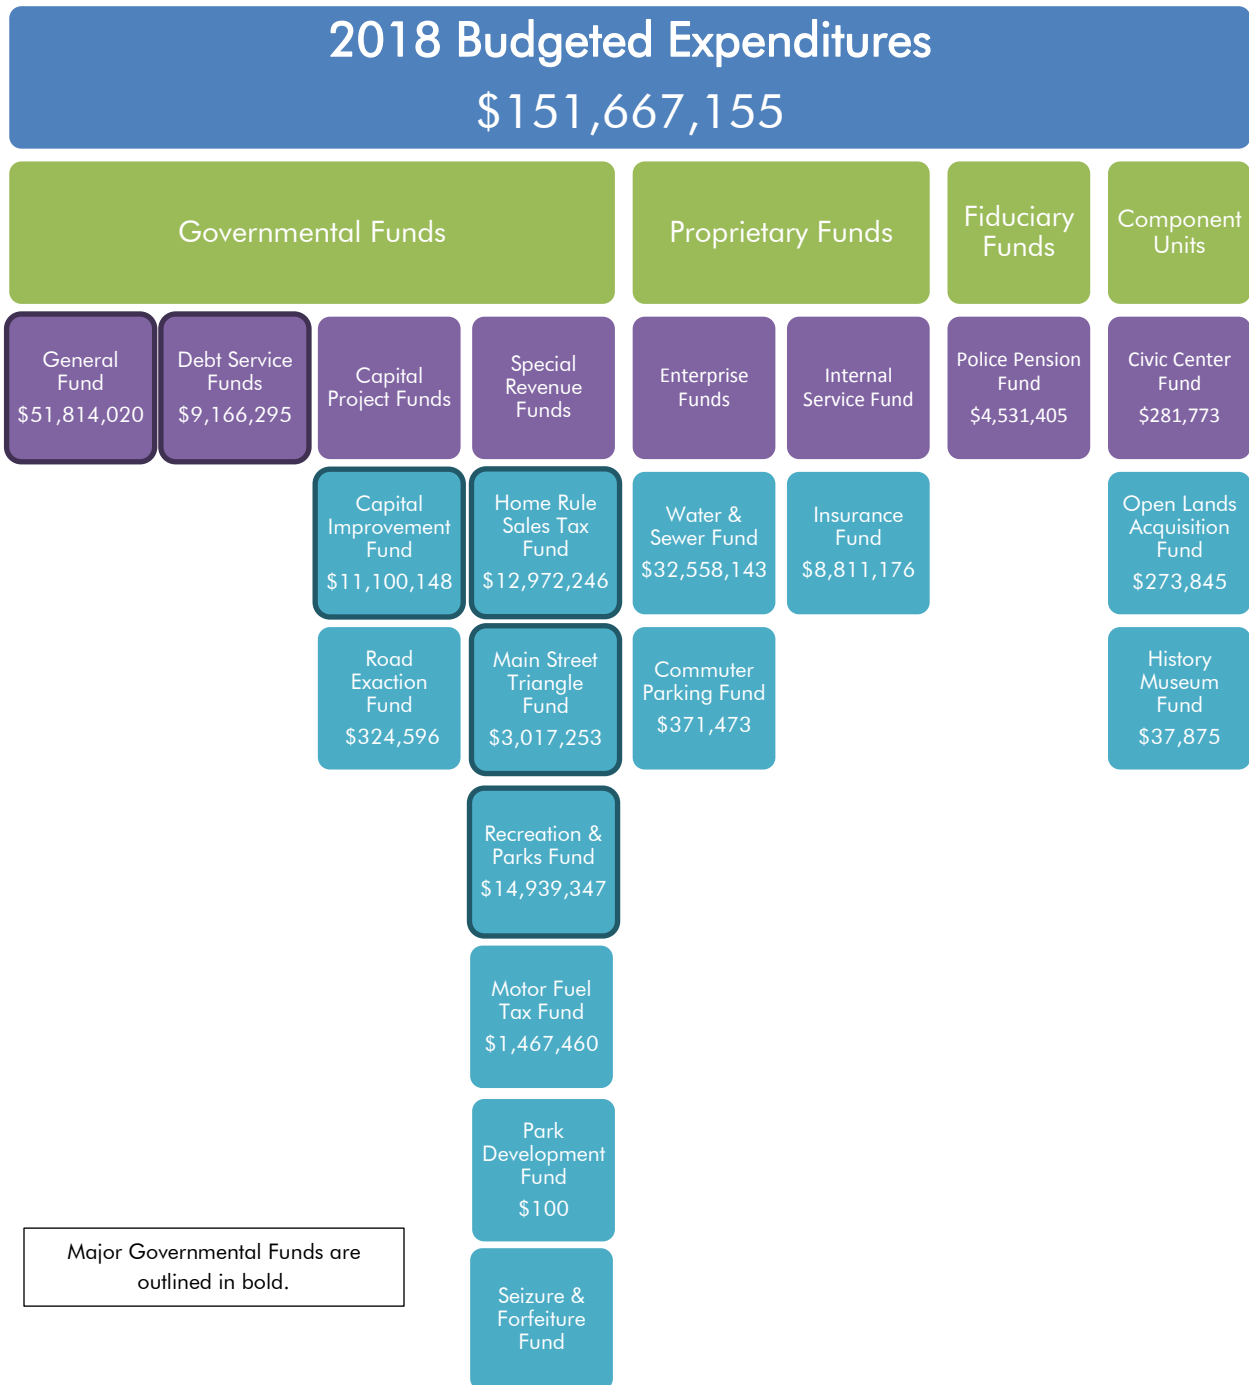 2018 Budgeted Expenditures
$151,667,155
Governmental Funds
Proprietary Funds
Fiduciary
Funds
Component
Units
General
Fund
$51,814,020
Debt Service
Funds
$9,166,295
Capital
Project Funds
Special
Revenue
Funds
Enterprise
Funds
Internal
Service Fund
Police Pension
Fund
$4,531,405
Civic Center
Fund
$281,773
Capital
Improvement
Fund
$11,100,148
Home Rule
Sales Tax
Fund
$12,972,246
Water &
Sewer Fund
$32,558,143
Insurance
Fund
$8,811,176
Open Lands
Acquisition
Fund
$273,845
Road
Exaction
Fund
$324,596
Main Street
Triangle
Fund
$3,017,253
Commuter
Parking Fund
$371,473
History
Museum
Fund
$37,875
Recreation &
Parks Fund
$14,939,347
Motor Fuel
Tax Fund
$1,467,460
Park
Development
Fund
$100
Seizure &
Forfeiture
Fund
Major Governmental Funds are
outlined in bold.